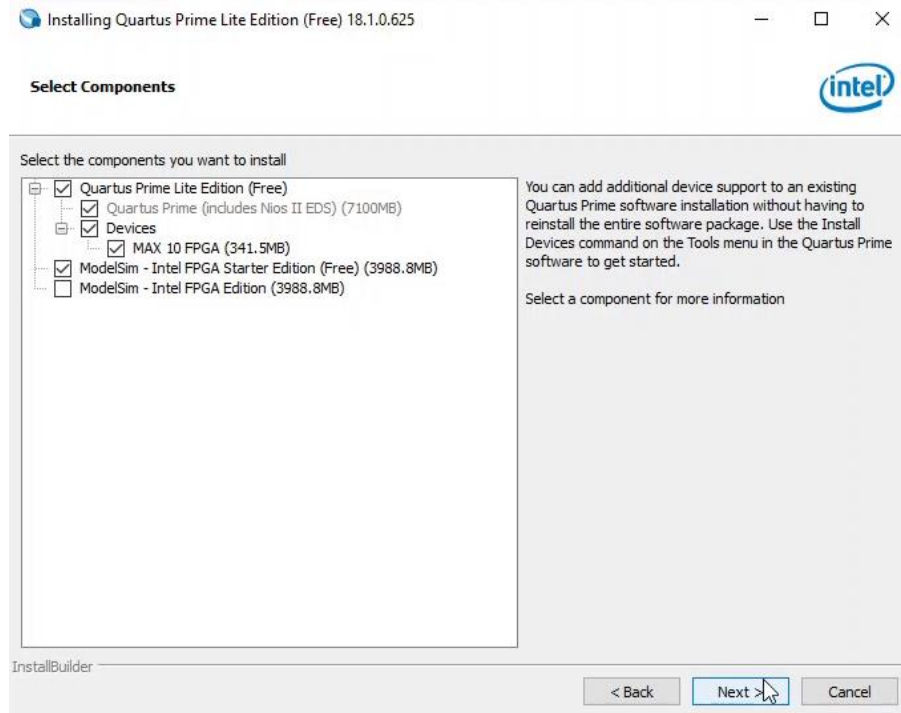 Installing Quartus Prime Lite Edition (Free) 18.1.0.625
Select Components
intel
Select the components you want to install
Quartus Prime Lite Edition (Free)
Quartus Prime (includes Nios II EDS) (7100MB)
Devices
MAX 10 FPGA (341.5MB)
ModelSim - Intel FPGA Starter Edition (Free) (3988.8MB)
ModelSim - Intel FPGA Edition (3988.8MB)
You can add additional device support to an existing
Quartus Prime software installation without having to
reinstall the entire software package. Use the Install
Devices command on the Tools menu in the Quartus Prime
software to get started.
Select a component for more information
InstallBuilder
< Back
Next >
Cancel